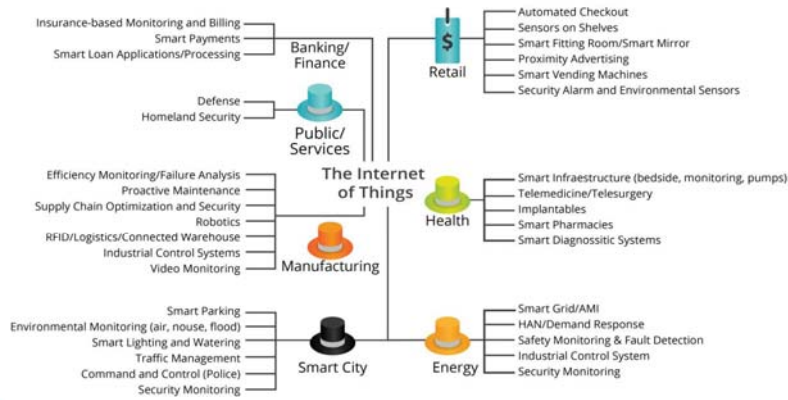 Insurance-based Monitoring and Billing
Smart Payments
Smart Loan Applications/Processing
Banking/
Finance
Defense
Homeland Security
Public/
Services
Efficiency Monitoring/Failure Analysis
Proactive Maintenance
Supply Chain Optimization and Security
Robotics
RFID/Logistics/Connected Warehouse
Industrial Control Systems
Video Monitoring
Manufacturing
Smart Parking
Environmental Monitoring (air, nouse, flood)
Smart Lighting and Watering
Traffic Management
Command and Control (Police)
Security Monitoring
Smart City
The Internet
of Things
$
Retail
Automated Checkout
Sensors on Shelves
Smart Fitting Room/Smart Mirror
Proximity Advertising
Smart Vending Machines
Security Alarm and Environmental Sensors
Health
Smart Infraestructure (bedside, monitoring, pumps)
Telemedicine/Telesurgery
Implantables
Smart Pharmacies
Smart Diagnossitic Systems
Energy
Smart Grid/AMI
HAN/Demand Response
Safety Monitoring & Fault Detection
Industrial Control System
Security Monitoring